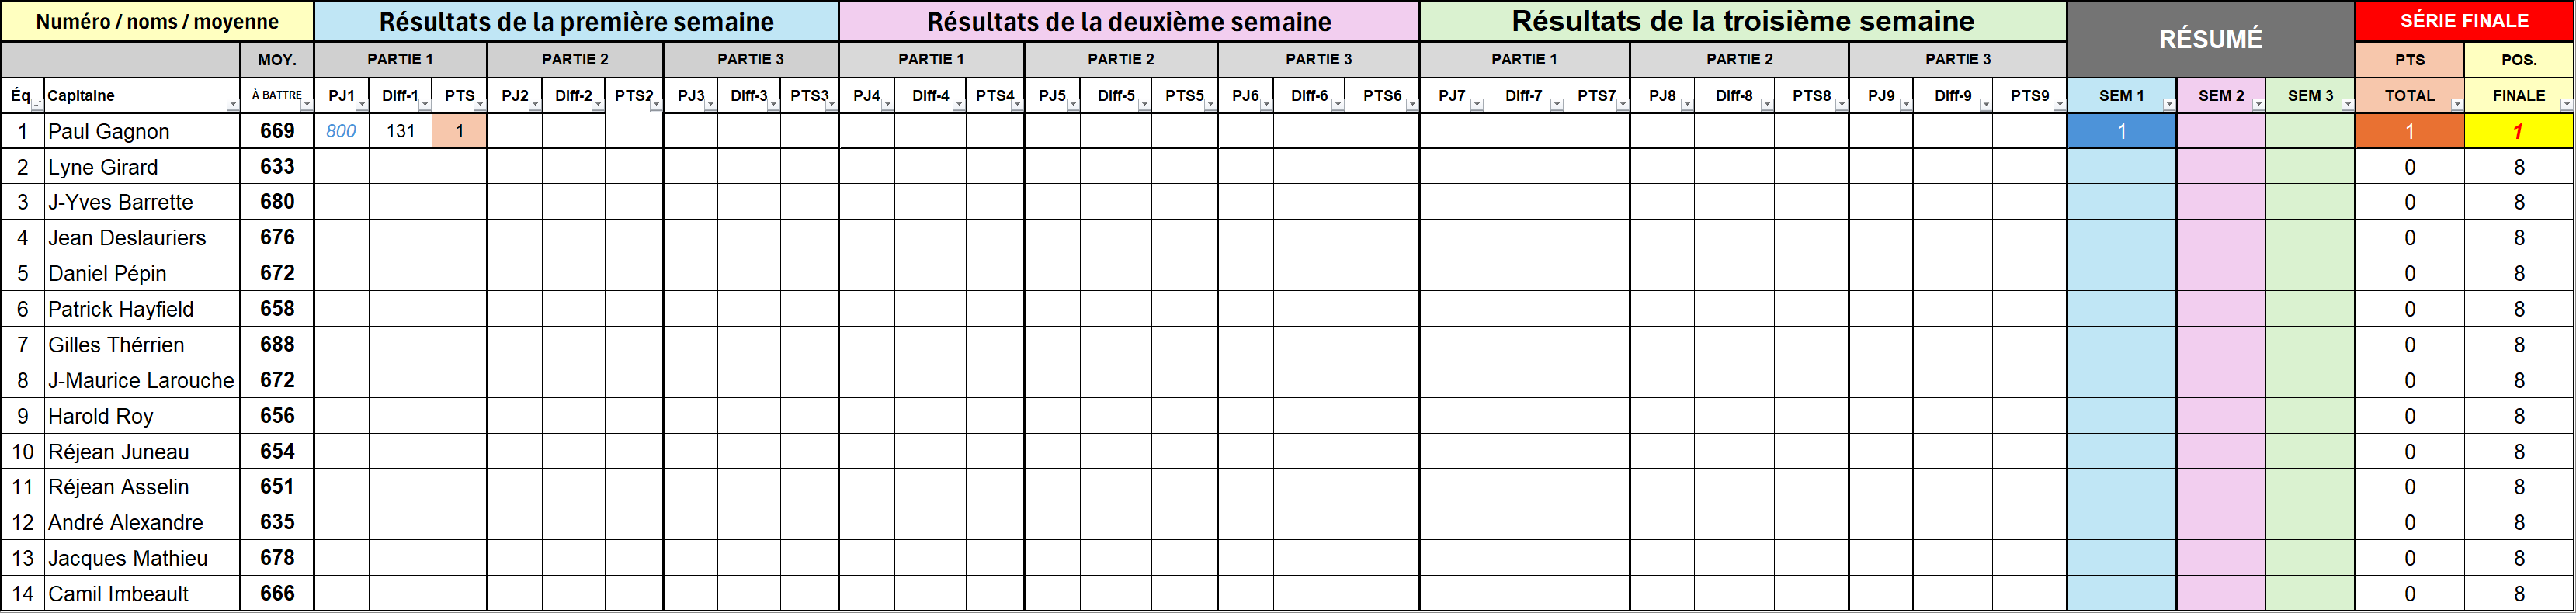 Numéro / noms / moyenne Résultats de la première semaine Résultats de la deuxième semaine Résultats de la troisième semaine RÉSUMÉ SÉRIE FINALE
MOY. PARTIE 1 PARTIE 2 PARTIE 3 PARTIE 1 PARTIE 2 PARTIE 3 PARTIE 1 PARTIE 2 PARTIE 3 PTS POS.
Éq Capitaine À BATTRE PJ1 Diff-1 PTS PJ2 Diff-2 PTS2 PJ3 Diff-3 PTS3 PJ4 Diff-4 PTS4 PJ5 Diff-5 PTS5 PJ6 Diff-6 PTS6 PJ7 Diff-7 PTS7 PJ8 Diff-8 PTS8 PJ9 Diff-9 PTS9 SEM 1 SEM 2 SEM 3 TOTAL FINALE
1 Paul Gagnon 669 800 131 1 1 1 1
2 Lyne Girard 633 0 8
3 J-Yves Barrette 680 0 8
4 Jean Deslauriers 676 0 8
5 Daniel Pépin 672 0 8
6 Patrick Hayfield 658 0 8
7 Gilles Thérrien 688 0 8
8 J-Maurice Larouche 672 0 8
9 Harold Roy 656 0 8
10 Réjean Juneau 654 0 8
11 Réjean Asselin 651 0 8
12 André Alexandre 635 0 8
13 Jacques Mathieu 678 0 8
14 Camil Imbeault 666 0 8